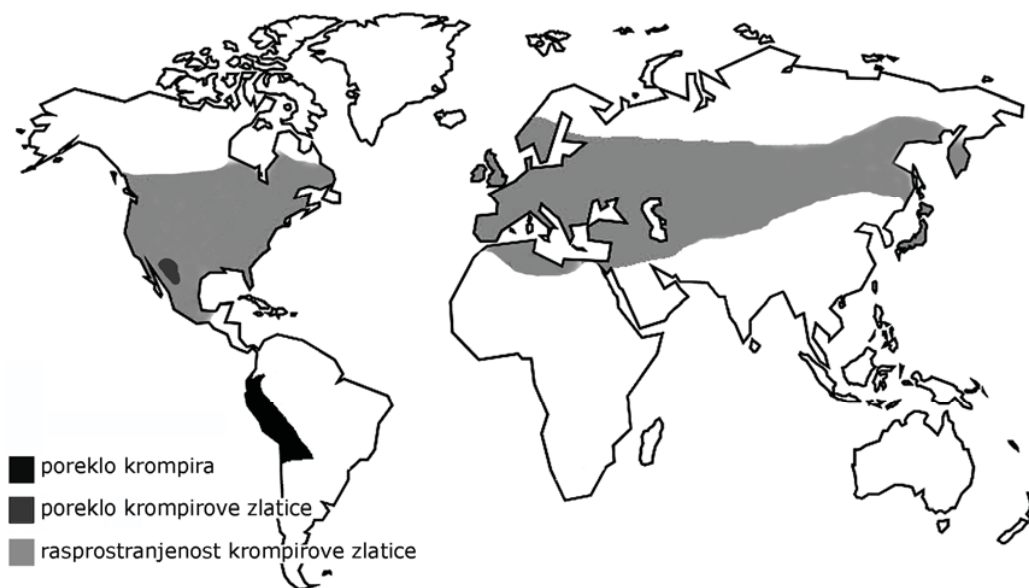 poreklo krompira
poreklo krompirove zlatice
rasprostranjenost krompirove zlatice